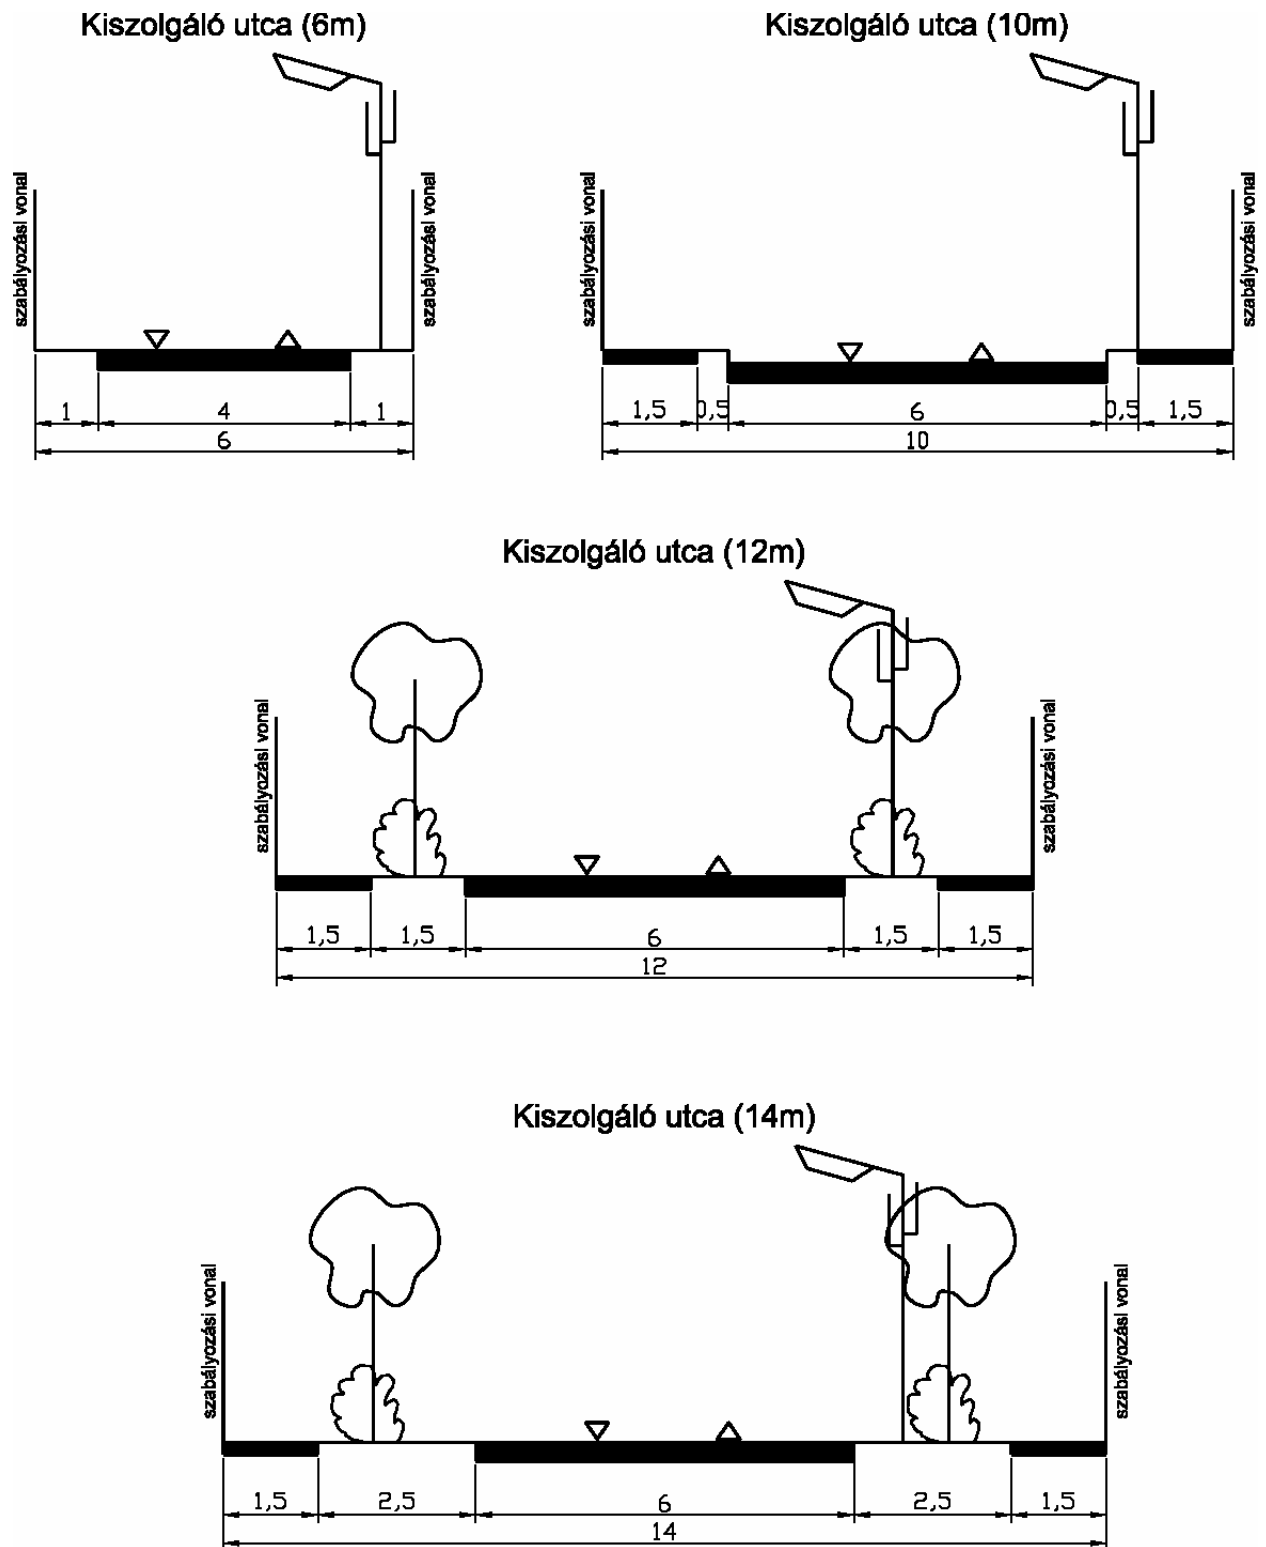 Kiszolgáló utca (6m)
szabályozási vonal
szabályozási vonal
1
4
1
6
Kiszolgáló utca (10m)
szabályozási vonal
szabályozási vonal
1,5
0,5
6
0,5
1,5
10
Kiszolgáló utca (12m)
szabályozási vonal
szabályozási vonal
1,5
1,5
6
1,5
1,5
12
Kiszolgáló utca (14m)
szabályozási vonal
szabályozási vonal
1,5
2,5
6
2,5
1,5
14